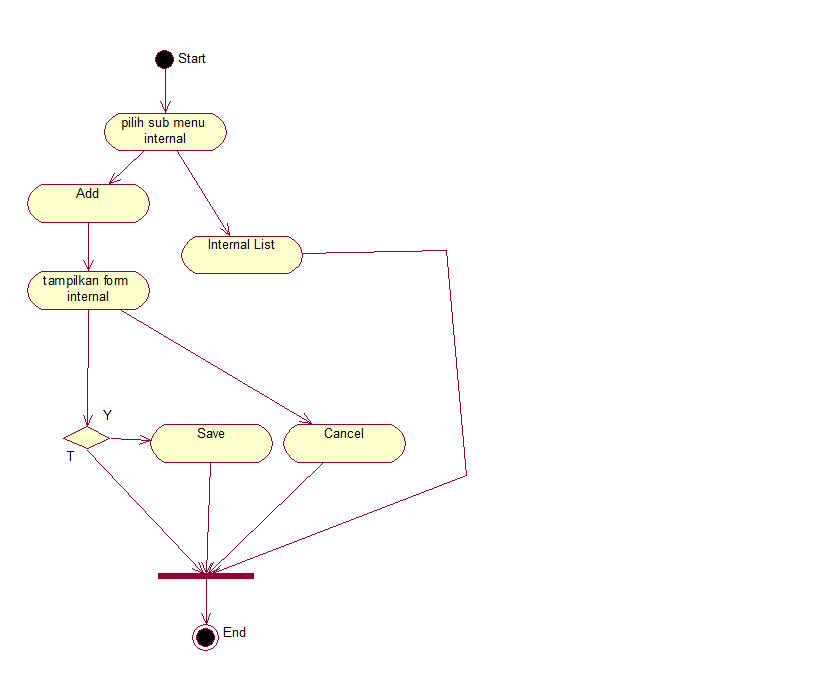 Start
pilih sub menu
internal
Add
Internal List
tampilkan form
internal
Y
Save
Cancel
T
End